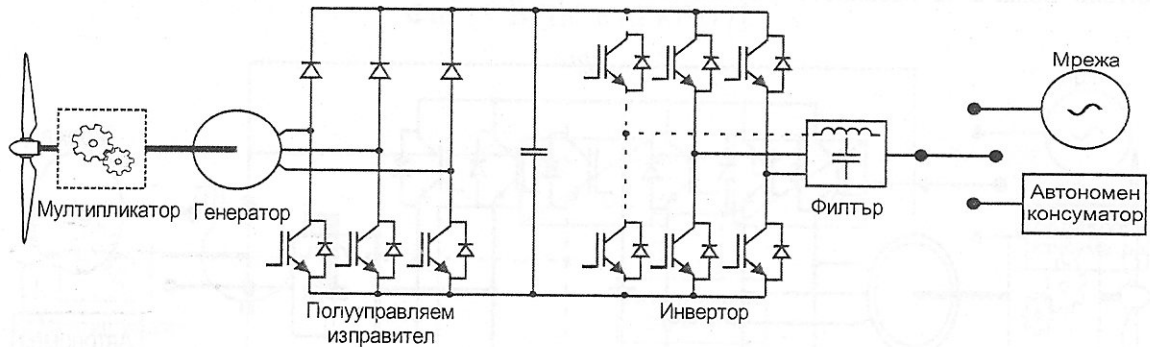 Мултипликатор
Генератор
Полууправляем
изправител
Инвертор
Филтър
Мрежа
Автономен
консуматор